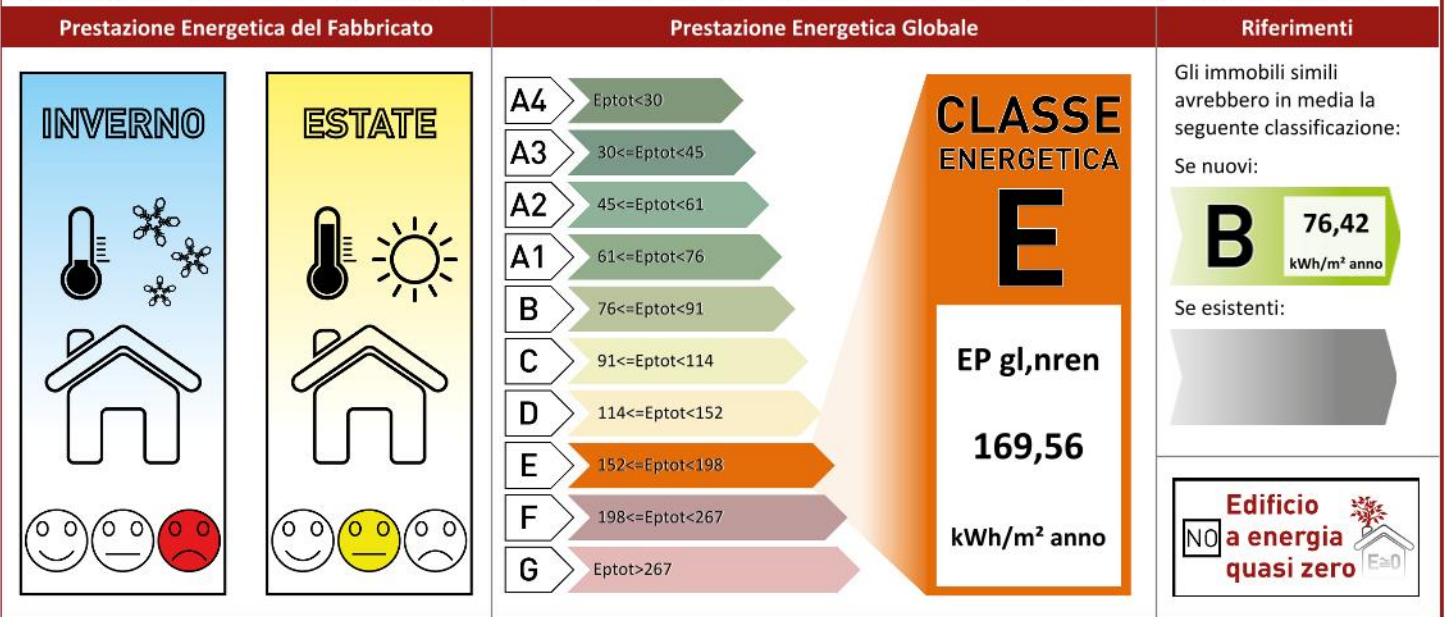 Prestazione Energetica del Fabbricato
Prestazione Energetica Globale
Riferimenti
INVERNO
ESTATE
A4 Eptot<30
A3 30<=Eptot<45
A2 45<=Eptot<61
A1 61<=Eptot<76
B 76<=Eptot<91
C 91<=Eptot<114
D 114<=Eptot<152
E 152<=Eptot<198
F 198<=Eptot<267
G Eptot>267
CLASSE
ENERGETICA
E
EP gl,nren
169,56
kWh/m² anno
Gli immobili simili
avrebbero in media la
seguente classificazione:
Se nuovi:
B 76,42
kWh/m² anno
Se esistenti:
Edificio
NO a energia
quasi zero
E≅0